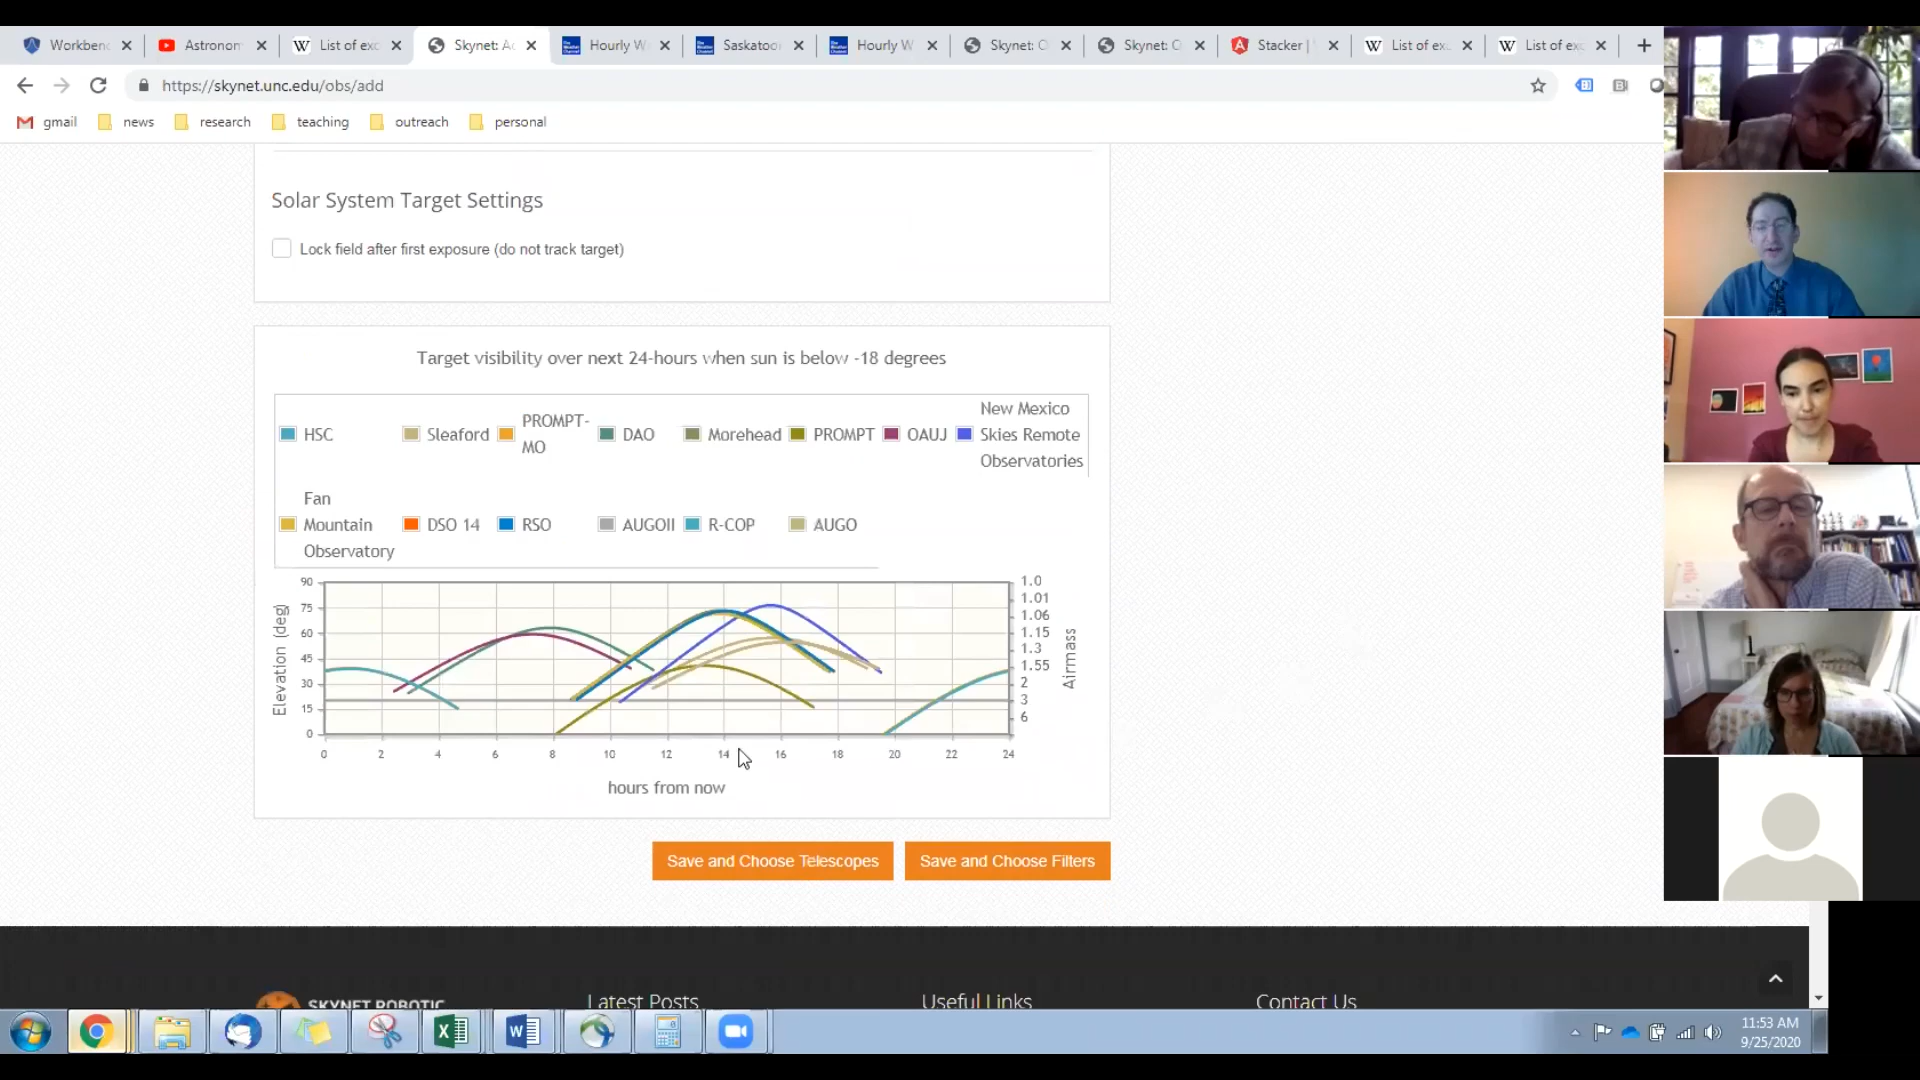 Workbenc
Astronom
List of exo
Skynet: Ad
Hourly W
Saskatoo
Hourly W
Skynet: O
Skynet: O
Stacker |
List of ex
List of ex
https://skynet.unc.edu/obs/add
gmail news research teaching outreach personal
Solar System Target Settings
Lock field after first exposure (do not track target)
Target visibility over next 24-hours when sun is below -18 degrees
HSC
Sleaford
PROMPT-
MO
DAO
Morehead
PROMPT
OAUJ
New Mexico
Skies Remote
Observatories
Fan
Mountain
Observatory
DSO 14
RSO
AUGOII
R-COP
AUGO
Elevation (deg)
90
75
60
45
30
15
0
1.0
1.01
1.06
1.15
1.3
1.55
2
3
6
Airmass
0 2 4 6 8 10 12 14 16 18 20 22 24
hours from now
Save and Choose Telescopes
Save and Choose Filters
SKYNET ROBOTIC
Latest Posts
Useful Links
Contact Us
11:53 AM
9/25/2020